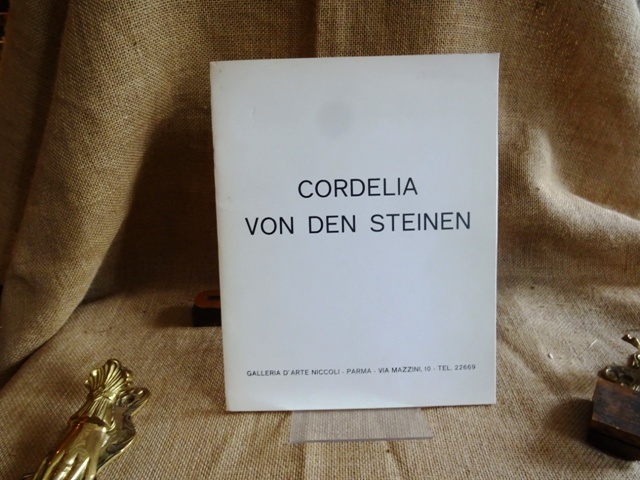 CORDELIA
VON DEN STEINEN
GALLERIA D'ARTE NICCOLI - PARMA - VIA MAZZINI, 10 - TEL. 22669